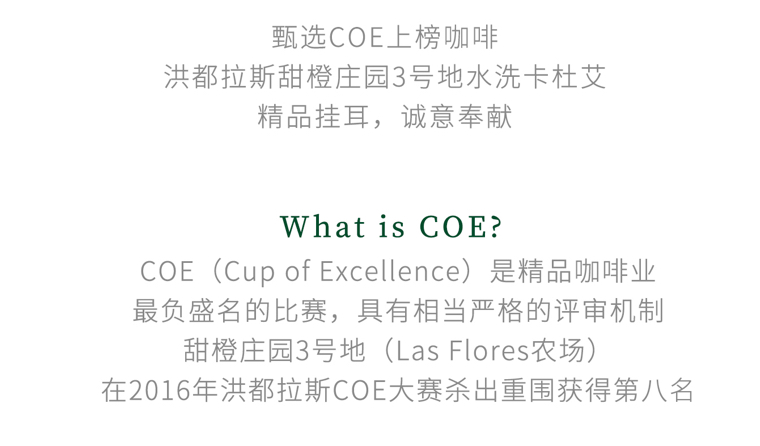 甄选COE上榜咖啡
洪都拉斯甜橙庄园3号地水洗卡杜艾
精品挂耳，诚意奉献
What is COE?
COE（Cup of Excellence）是精品咖啡业
最负盛名的比赛，具有相当严格的评审机制
甜橙庄园3号地（Las Flores农场）
在2016年洪都拉斯COE大赛杀出重围获得第八名